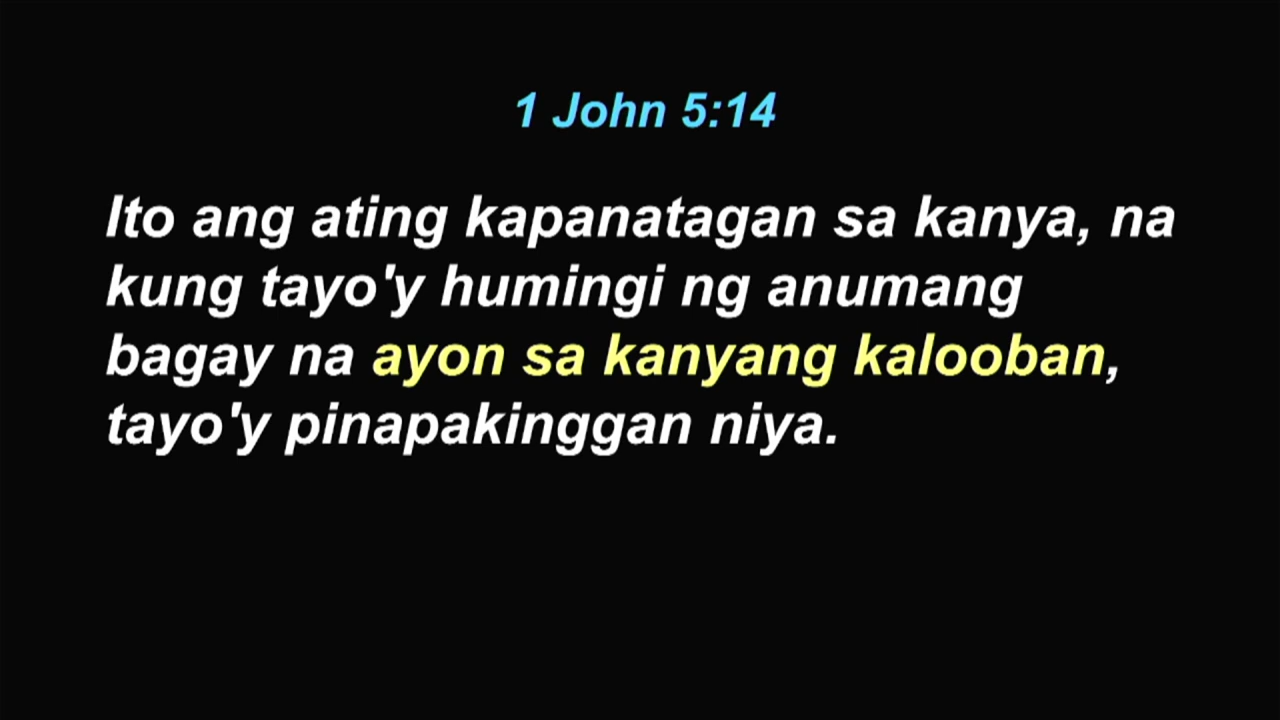 1 John 5:14
Ito ang ating kapanatagan sa kanya, na
kung tayo'y humingi ng anumang
bagay na ayon sa kanyang kalooban,
tayo'y pinapakinggan niya.